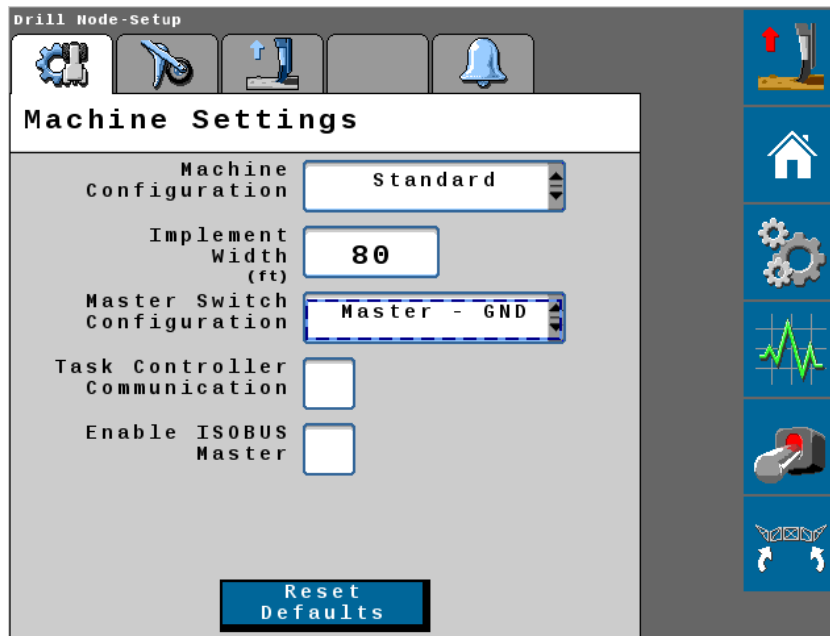 Drill Node-Setup
Machine Settings
Machine
Configuration
Standard
Implement
Width
(ft)
80
Master Switch
Configuration
Master - GND
Task Controller
Communication
Enable ISOBUS
Master
Reset
Defaults